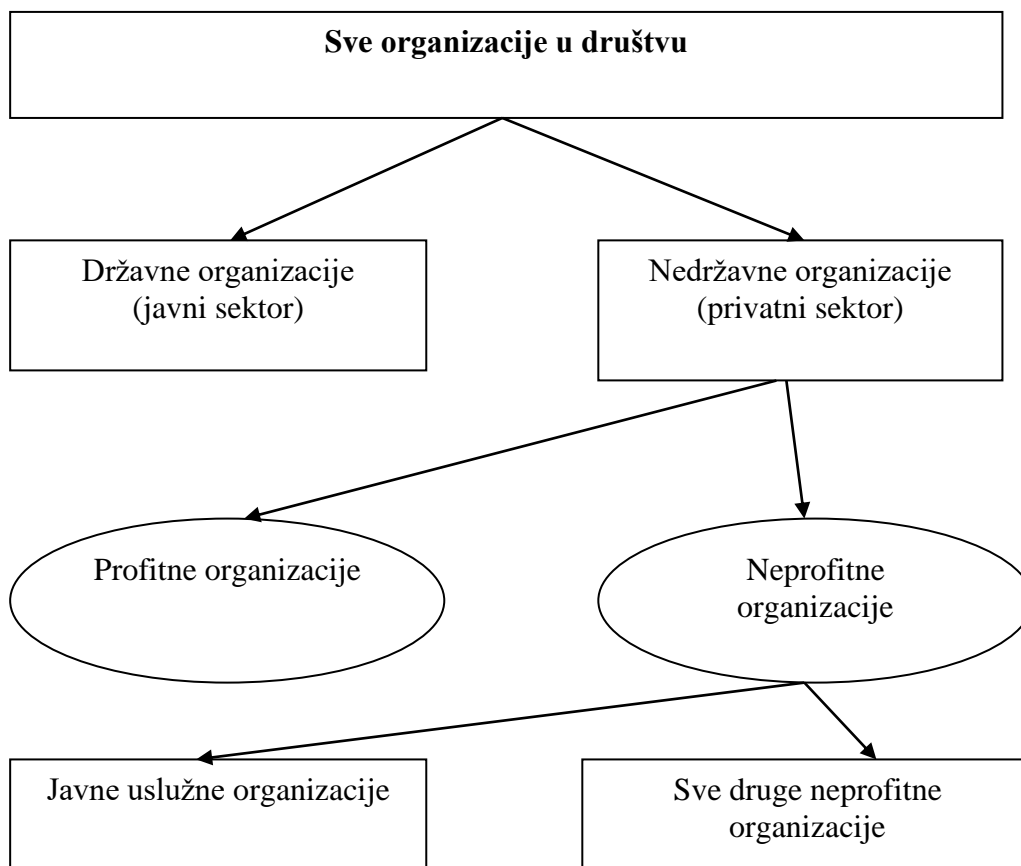 Sve organizacije u društvu
Državne organizacije
(javni sektor)
Nedržavne organizacije
(privatni sektor)
Profitne organizacije
Neprofitne
organizacije
Javne uslužne organizacije
Sve druge neprofitne
organizacije